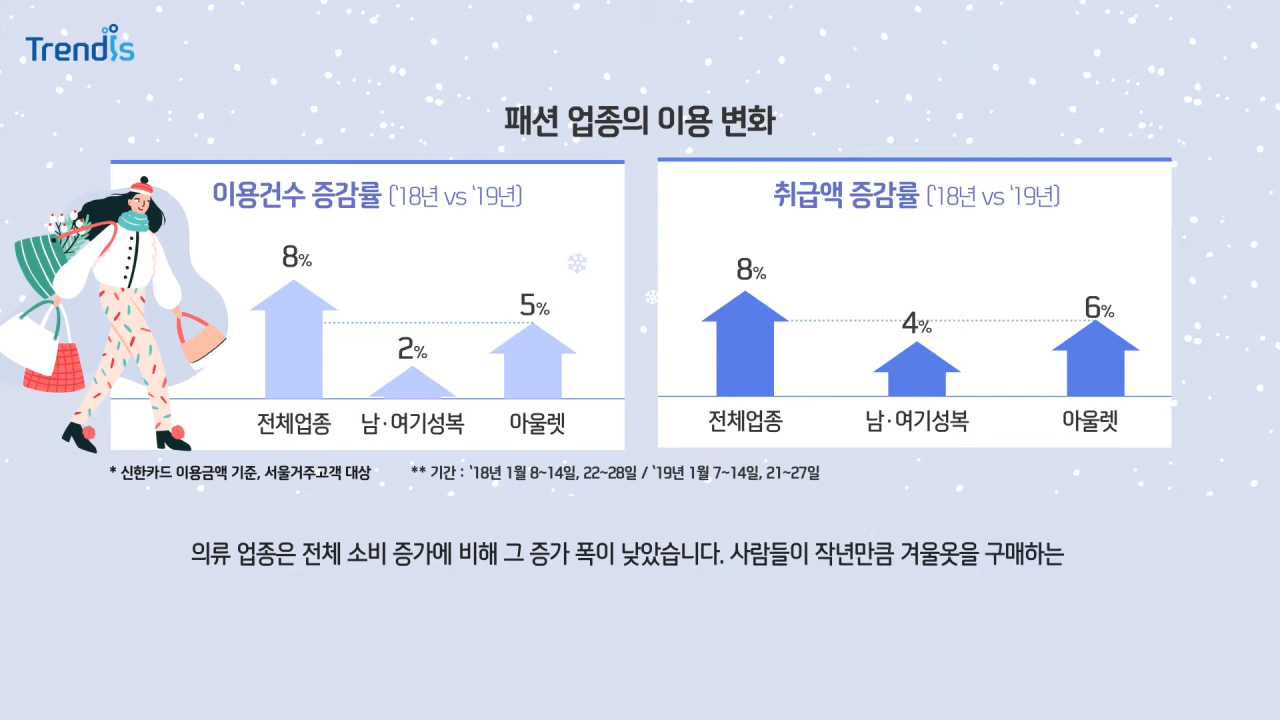 Trendis
패션 업종의 이용 변화
이용건수 증감률 ('18년 vs '19년)
8%
2%
5%
전체업종
남·여기성복
아울렛
취급액 증감률 ('18년 vs '19년)
8%
4%
6%
전체업종
남·여기성복
아울렛
* 신한카드 이용금액 기준, 서울거주고객 대상
** 기간 : '18년 1월 8~14일, 22~28일 / '19년 1월 7~14일, 21~27일
의류 업종은 전체 소비 증가에 비해 그 증가 폭이 낮았습니다. 사람들이 작년만큼 겨울옷을 구매하는